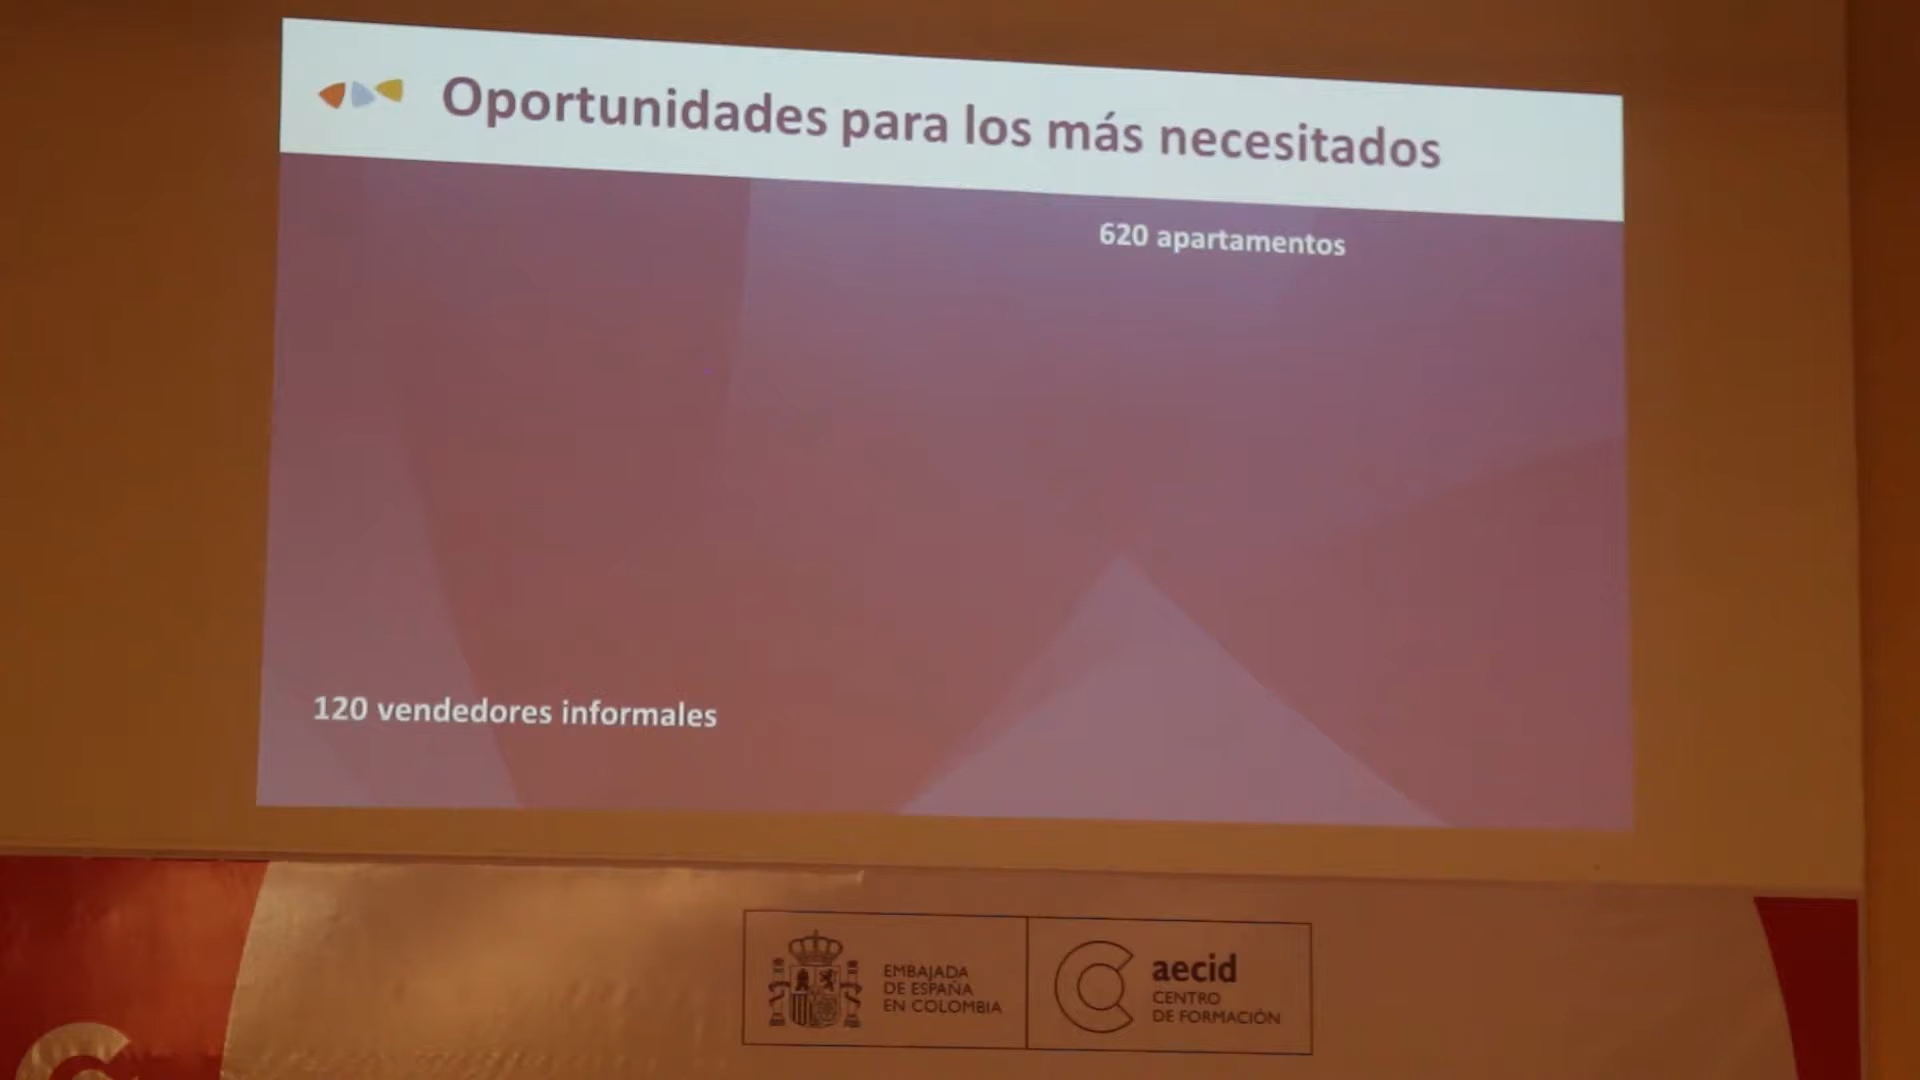 Oportunidades para los más necesitados
620 apartamentos
120 vendedores informales
EMBAJADA
DE ESPAÑA
EN COLOMBIA
aecid
CENTRO
DE FORMACIÓN